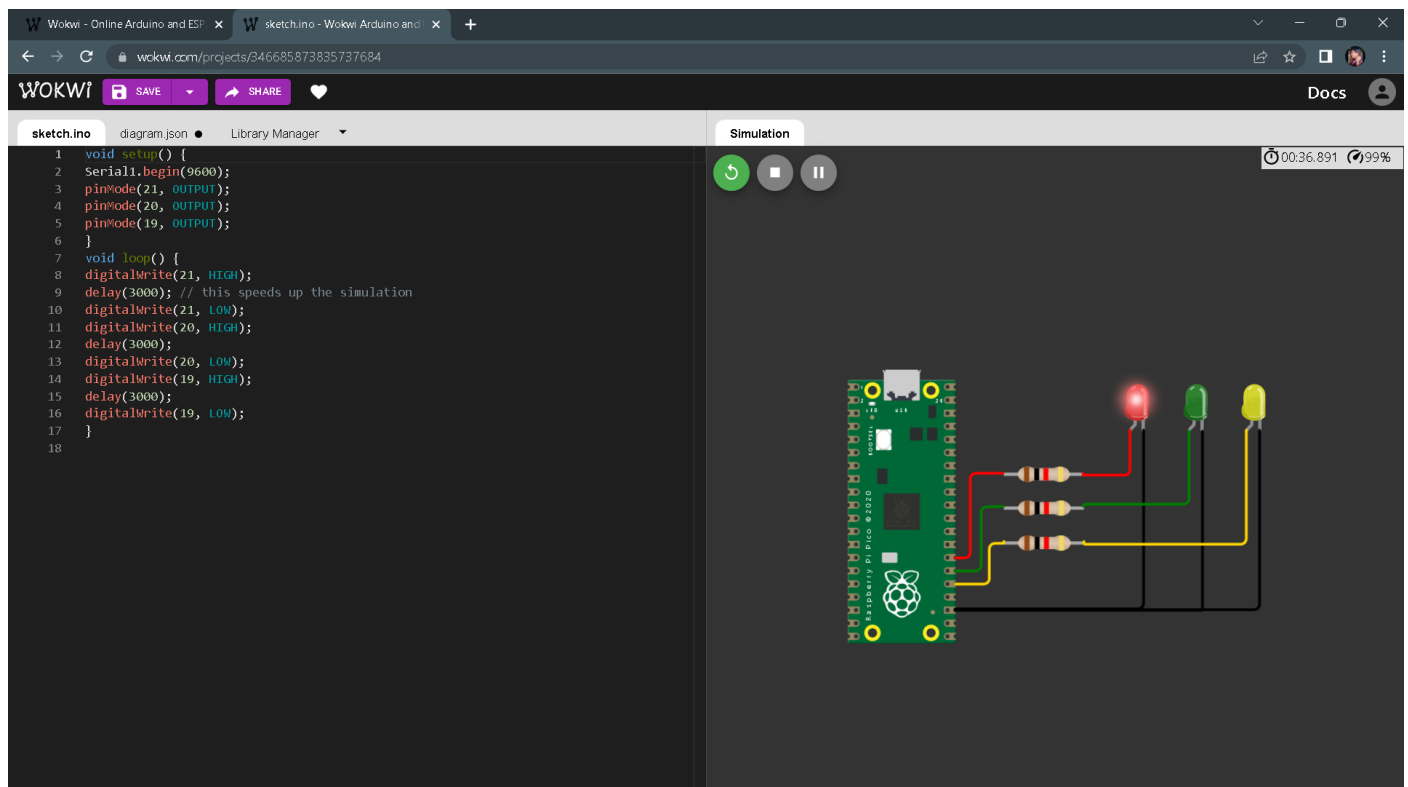 Wokwi - Online Arduino and ESP
sketch.ino - Wokwi Arduino and
wokwi.com/projects/346685873835737684
WOKWI SAVE SHARE Docs
sketch.ino diagram.json ● Library Manager
Simulation
00:36.891 99%
1 void setup() {
2 Serial1.begin(9600);
3 pinMode(21, OUTPUT);
4 pinMode(20, OUTPUT);
5 pinMode(19, OUTPUT);
6 }
7 void loop() {
8 digitalWrite(21, HIGH);
9 delay(3000); // this speeds up the simulation
10 digitalWrite(21, LOW);
11 digitalWrite(20, HIGH);
12 delay(3000);
13 digitalWrite(20, LOW);
14 digitalWrite(19, HIGH);
15 delay(3000);
16 digitalWrite(19, LOW);
17 }
18
LED USB
BOOTSEL
Raspberry Pi Pico ©2020